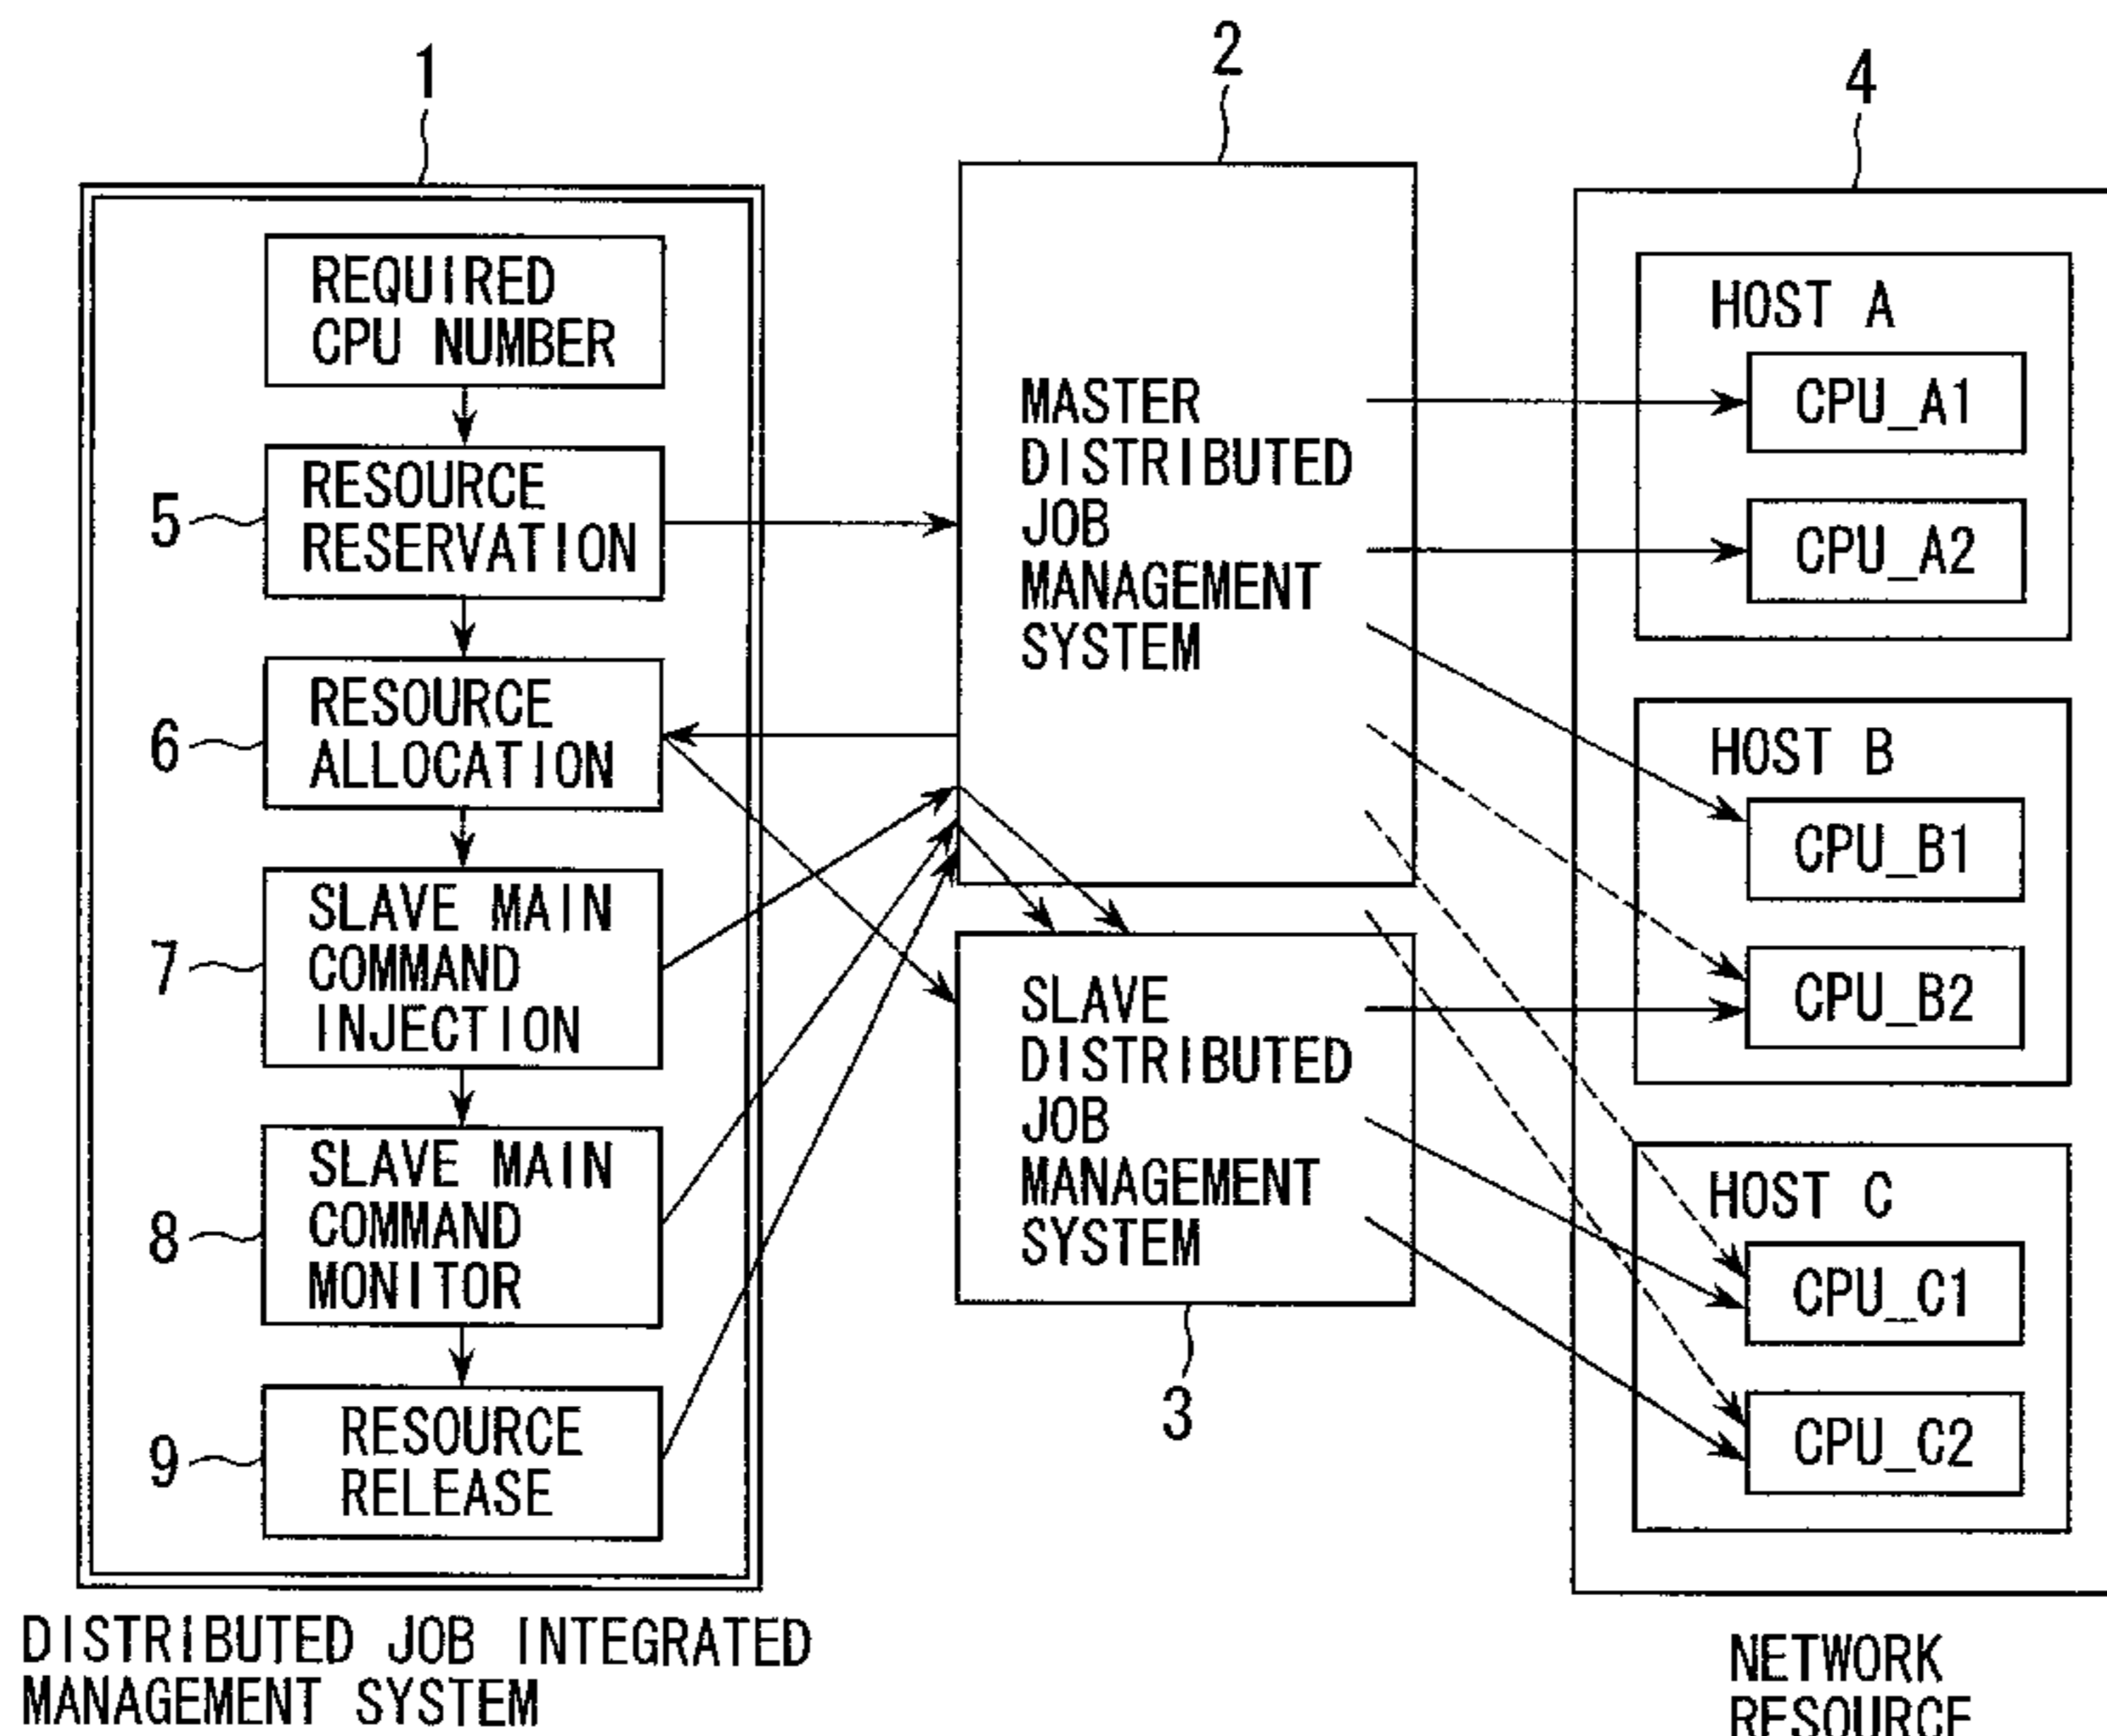 1
2
4
REQUIRED
CPU NUMBER
5
RESOURCE
RESERVATION
6
RESOURCE
ALLOCATION
7
SLAVE MAIN
COMMAND
INJECTION
8
SLAVE MAIN
COMMAND
MONITOR
9
RESOURCE
RELEASE
DISTRIBUTED JOB INTEGRATED
MANAGEMENT SYSTEM
MASTER
DISTRIBUTED
JOB
MANAGEMENT
SYSTEM
SLAVE
DISTRIBUTED
JOB
MANAGEMENT
SYSTEM
3
HOST A
CPU_A1
CPU_A2
HOST B
CPU_B1
CPU_B2
HOST C
CPU_C1
CPU_C2
NETWORK
RESOURCE